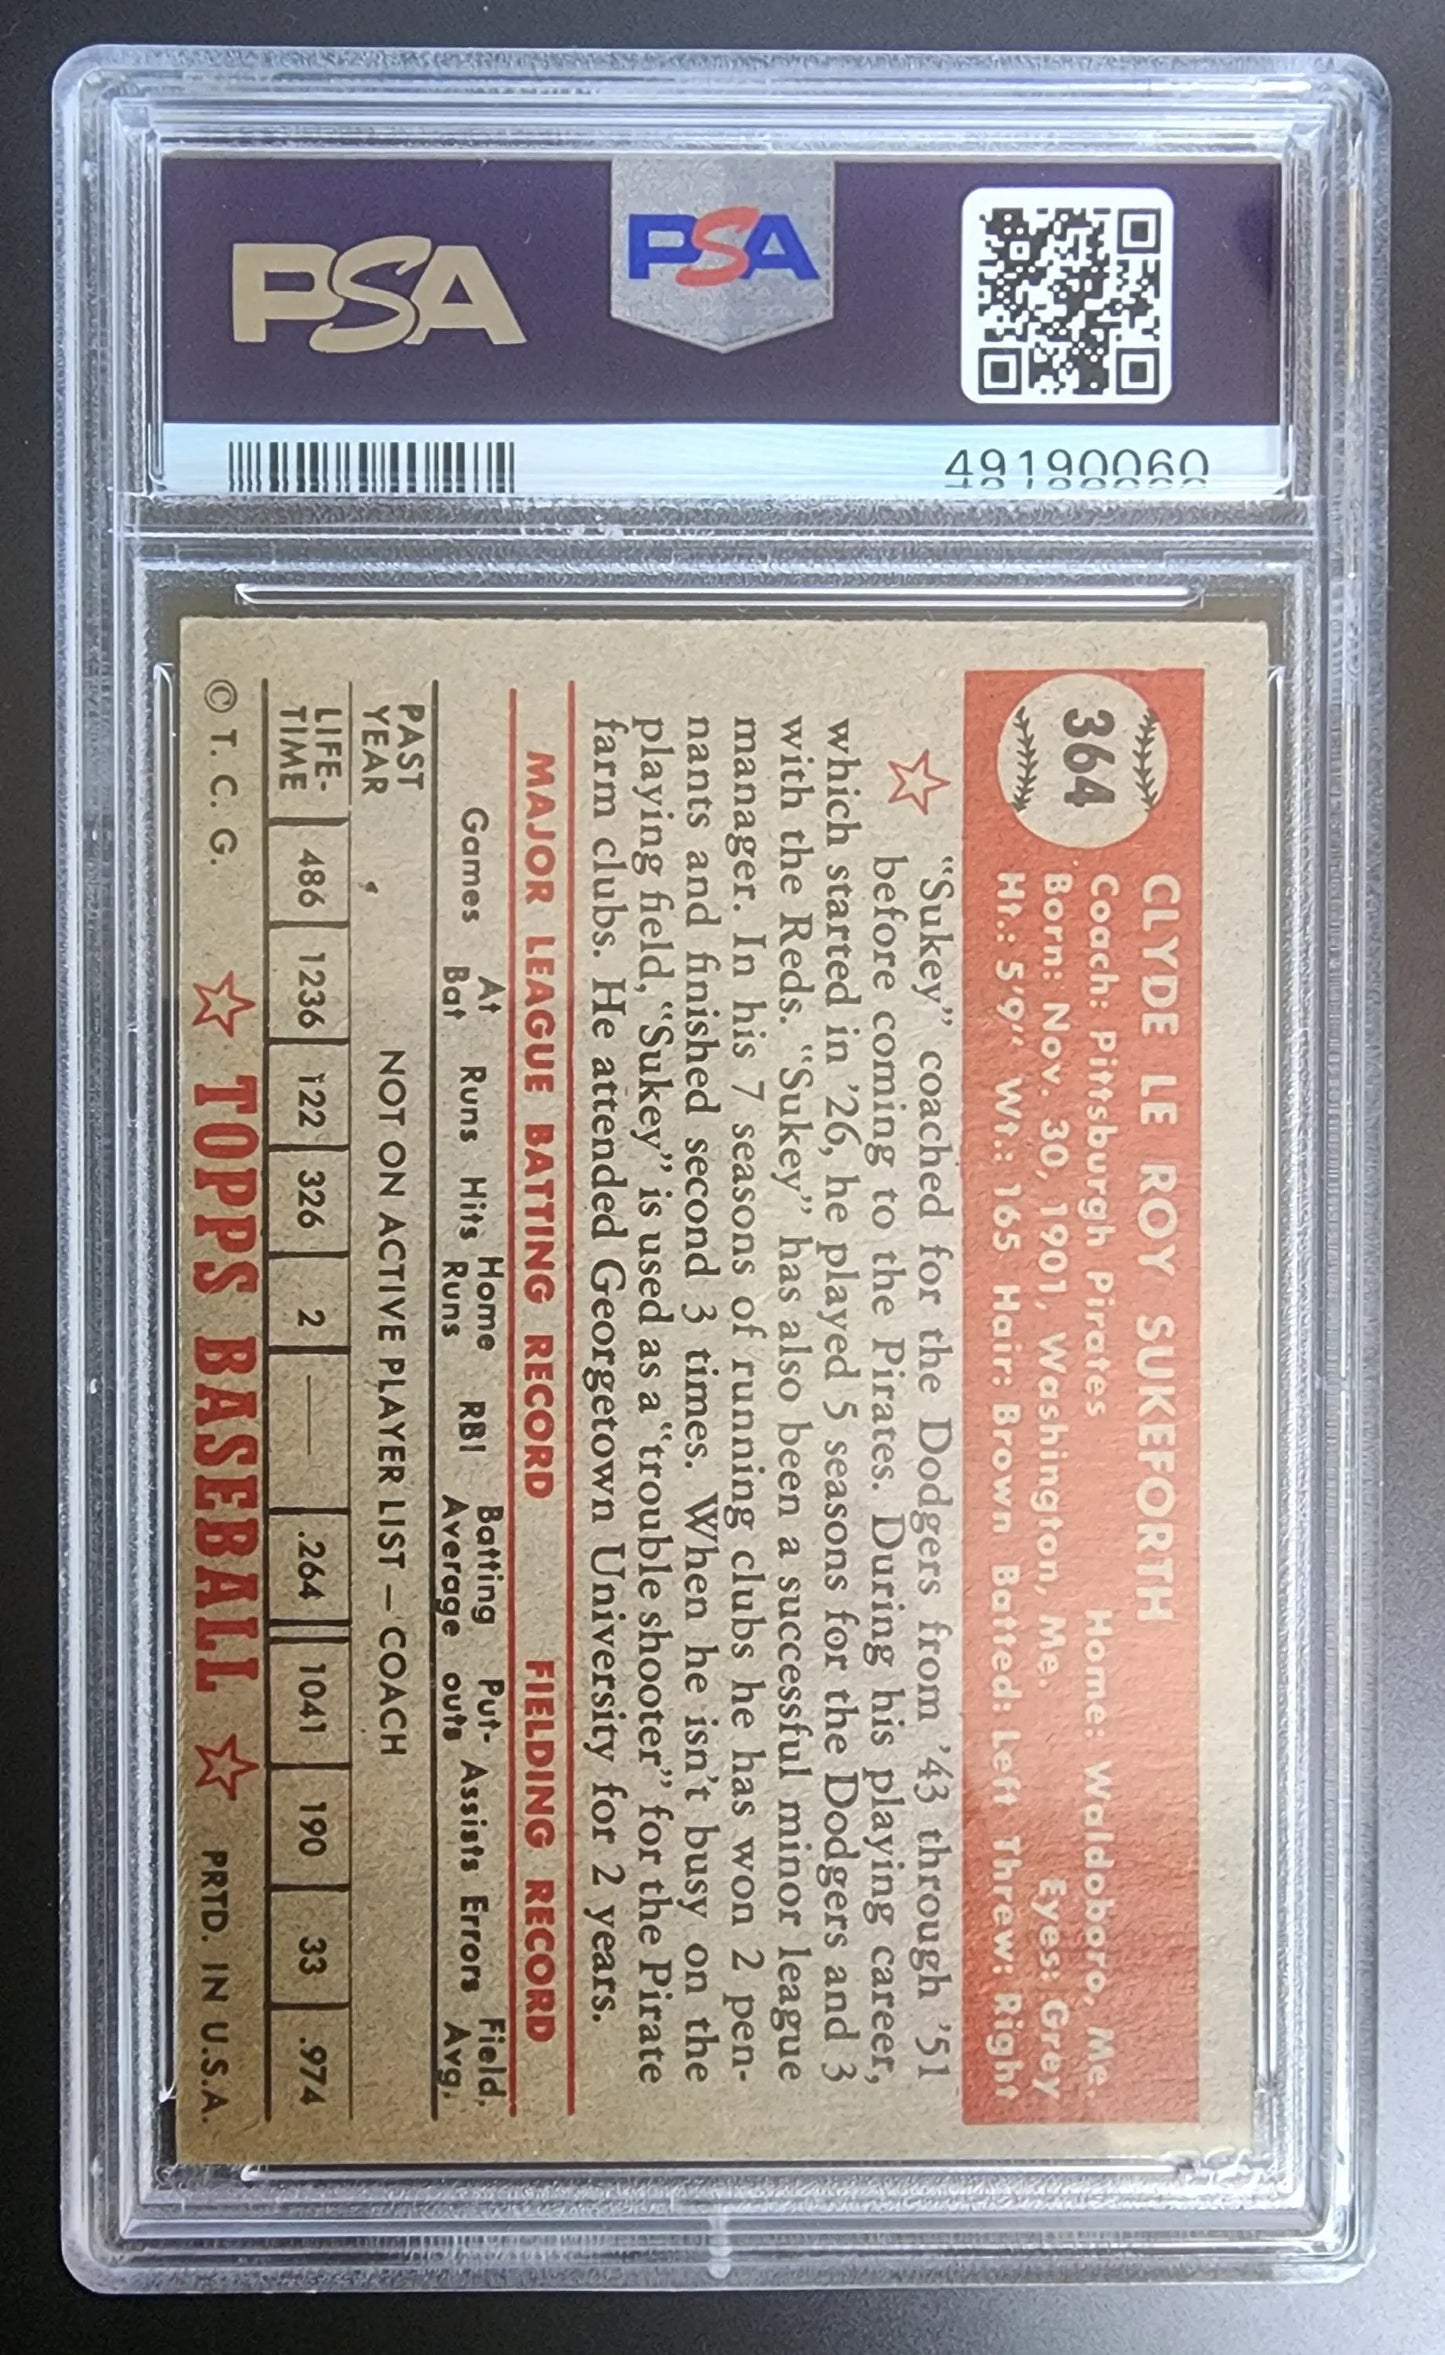 PSA
PSA
49190060
364
CLYDE LE ROY SUKEFORTH
Coach: Pittsburgh Pirates Home: Waldoboro, Me.
Born: Nov. 30, 1901, Washington, Me. Eyes: Grey
Ht.: 5'9" Wt.: 165 Hair: Brown Batted: Left Threw: Right
"Sukey" coached for the Dodgers from '43 through '51
before coming to the Pirates. During his playing career,
which started in '26, he played 5 seasons for the Dodgers and 3
with the Reds. "Sukey" has also been a successful minor league
manager. In his 7 seasons of running clubs he has won 2 pen-
nants and finished second 3 times. When he isn't busy on the
playing field, "Sukey" is used as a "trouble shooter" for the Pirate
farm clubs. He attended Georgetown University for 2 years.
MAJOR LEAGUE BATTING RECORD FIELDING RECORD
Games At Bat Runs Hits Home Runs RBI Batting Average Put-outs Assists Errors Field. Avg.
PAST YEAR NOT ON ACTIVE PLAYER LIST – COACH
LIFE-TIME 486 1236 122 326 2 — .264 1041 190 33 .974
© T. C. G. TOPPS BASEBALL PRTD. IN U.S.A.